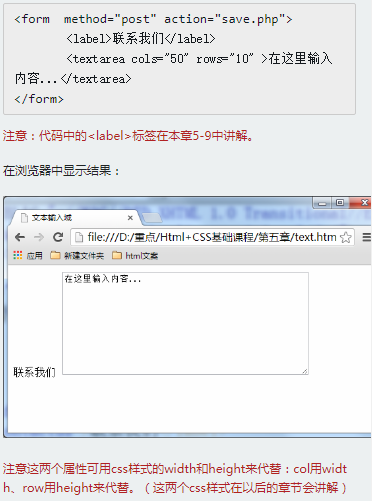 <form  method="post" action="save.php">
<label>联系我们</label>
<textarea cols="50" rows="10" >在这里输入
内容...</textarea>
</form>
注意：代码中的<label>标签在本章5-9中讲解。
在浏览器中显示结果：
文本输入域
file:///D:/重点/Html+CSS基础课程/第五章/text.htm
应用 新建文件夹 html文案
在这里输入内容...
联系我们
注意这两个属性可用css样式的width和height来代替：col用widt
h、row用height来代替。（这两个css样式在以后的章节会讲解）